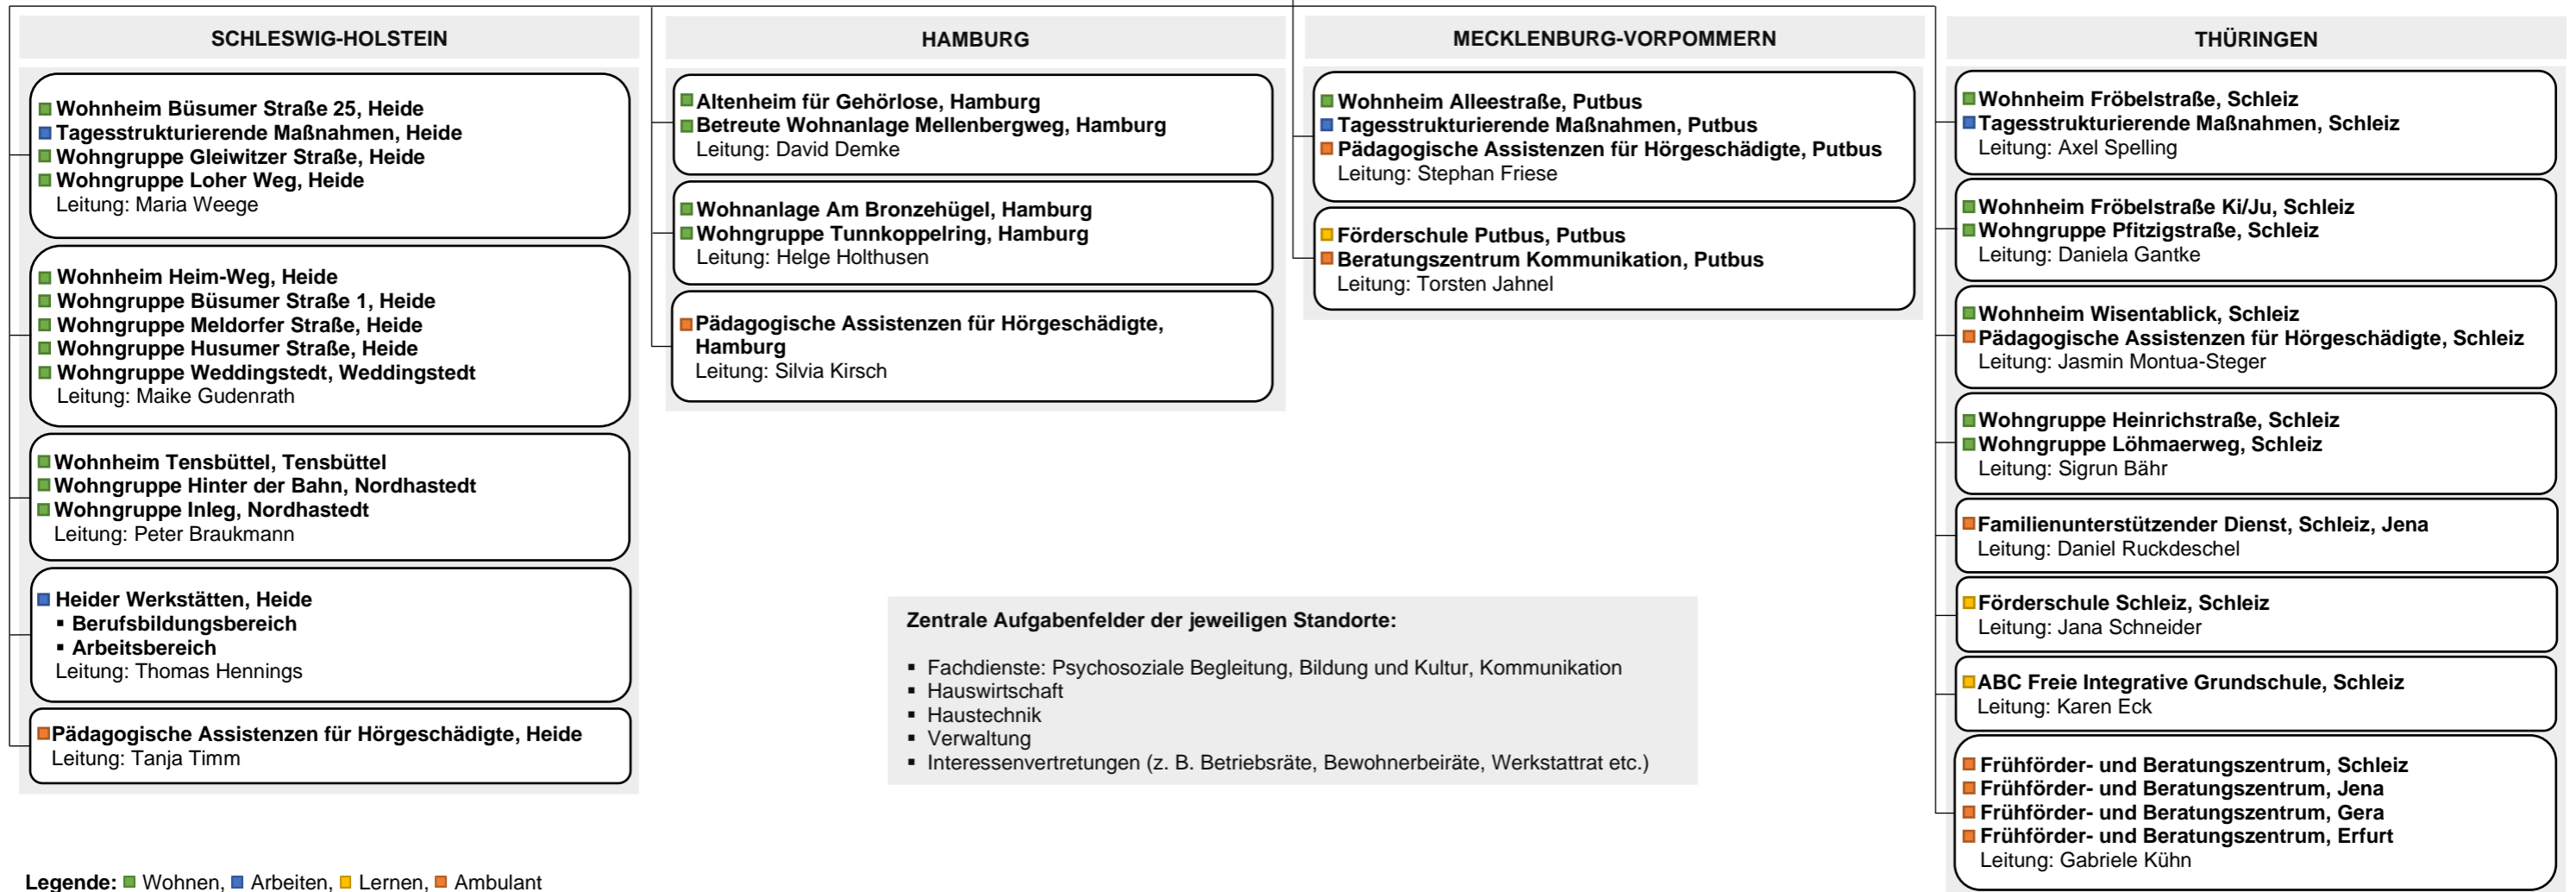 SCHLESWIG-HOLSTEIN
Wohnheim Büsumer Straße 25, Heide
Tagesstrukturierende Maßnahmen, Heide
Wohngruppe Gleiwitzer Straße, Heide
Wohngruppe Loher Weg, Heide
Leitung: Maria Weege
Wohnheim Heim-Weg, Heide
Wohngruppe Büsumer Straße 1, Heide
Wohngruppe Meldorfer Straße, Heide
Wohngruppe Husumer Straße, Heide
Wohngruppe Weddingstedt, Weddingstedt
Leitung: Maike Gudenrath
Wohnheim Tensbüttel, Tensbüttel
Wohngruppe Hinter der Bahn, Nordhastedt
Wohngruppe Inleg, Nordhastedt
Leitung: Peter Braukmann
Heider Werkstätten, Heide
▪ Berufsbildungsbereich
▪ Arbeitsbereich
Leitung: Thomas Hennings
Pädagogische Assistenzen für Hörgeschädigte, Heide
Leitung: Tanja Timm
HAMBURG
Altenheim für Gehörlose, Hamburg
Betreute Wohnanlage Mellenbergweg, Hamburg
Leitung: David Demke
Wohnanlage Am Bronzehügel, Hamburg
Wohngruppe Tunnkoppelring, Hamburg
Leitung: Helge Holthusen
Pädagogische Assistenzen für Hörgeschädigte,
Hamburg
Leitung: Silvia Kirsch
MECKLENBURG-VORPOMMERN
Wohnheim Alleestraße, Putbus
Tagesstrukturierende Maßnahmen, Putbus
Pädagogische Assistenzen für Hörgeschädigte, Putbus
Leitung: Stephan Friese
Förderschule Putbus, Putbus
Beratungszentrum Kommunikation, Putbus
Leitung: Torsten Jahnel
THÜRINGEN
Wohnheim Fröbelstraße, Schleiz
Tagesstrukturierende Maßnahmen, Schleiz
Leitung: Axel Spelling
Wohnheim Fröbelstraße Ki/Ju, Schleiz
Wohngruppe Pfitzigstraße, Schleiz
Leitung: Daniela Gantke
Wohnheim Wisentablick, Schleiz
Pädagogische Assistenzen für Hörgeschädigte, Schleiz
Leitung: Jasmin Montua-Steger
Wohngruppe Heinrichstraße, Schleiz
Wohngruppe Löhmaerweg, Schleiz
Leitung: Sigrun Bähr
Familienunterstützender Dienst, Schleiz, Jena
Leitung: Daniel Ruckdeschel
Förderschule Schleiz, Schleiz
Leitung: Jana Schneider
ABC Freie Integrative Grundschule, Schleiz
Leitung: Karen Eck
Frühförder- und Beratungszentrum, Schleiz
Frühförder- und Beratungszentrum, Jena
Frühförder- und Beratungszentrum, Gera
Frühförder- und Beratungszentrum, Erfurt
Leitung: Gabriele Kühn
Zentrale Aufgabenfelder der jeweiligen Standorte:
▪ Fachdienste: Psychosoziale Begleitung, Bildung und Kultur, Kommunikation
▪ Hauswirtschaft
▪ Haustechnik
▪ Verwaltung
▪ Interessenvertretungen (z. B. Betriebsräte, Bewohnerbeiräte, Werkstattrat etc.)
Legende: Wohnen, Arbeiten, Lernen, Ambulant